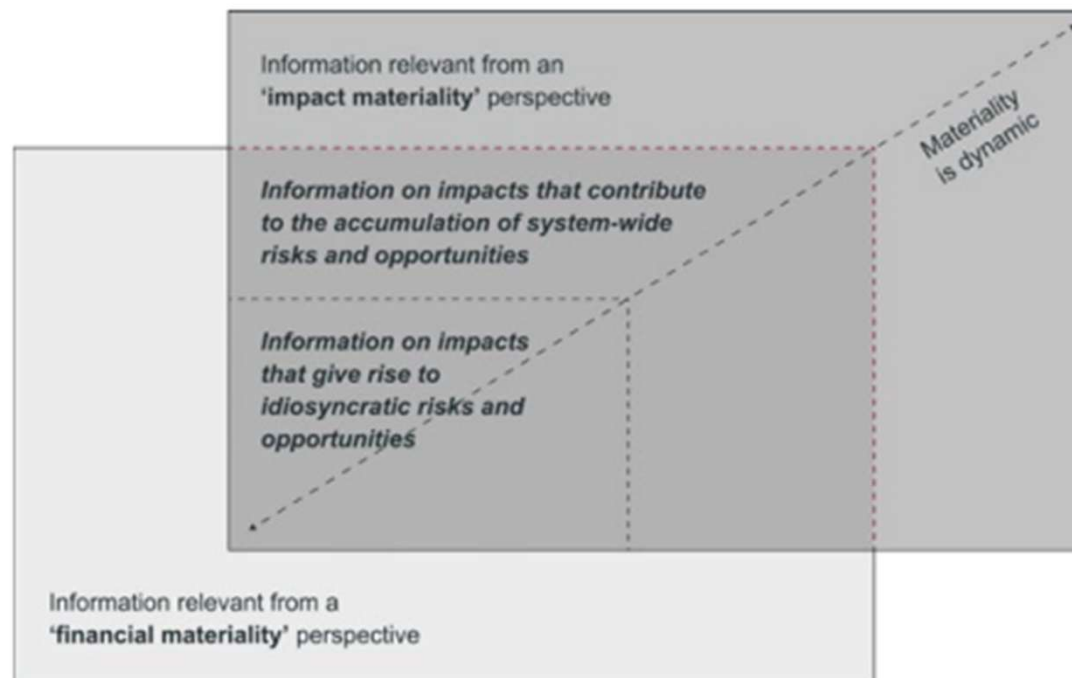 Information relevant from an
‘impact materiality’ perspective
Materiality
is dynamic
Information on impacts that contribute
to the accumulation of system-wide
risks and opportunities
Information on impacts
that give rise to
idiosyncratic risks and
opportunities
Information relevant from a
‘financial materiality’ perspective